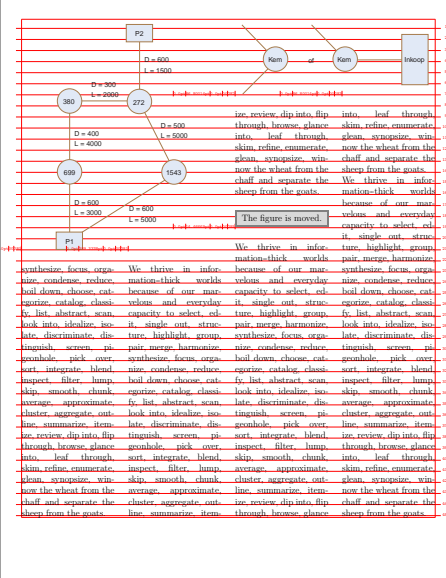 P2
D = 600
L = 1500
D = 300
L = 2000
380
272
D = 500
L = 5000
D = 400
L = 4000
699
1543
D = 600
L = 3000
D = 600
L = 5000
P1
Kem
of
Kem
Inkoop
synthesize, focus, orga-
nize condense, reduce,
boil down, choose, cat-
egorize, catalog, classi-
fy, list, abstract, scan,
look into, idealize, iso-
late, discriminate, dis-
tinguish, screen, pi-
geonhole, pick over,
sort, integrate, blend,
inspect, filter, lump,
skip, smooth, chunk,
average, approximate,
cluster, aggregate, out-
line, summarize, item-
ize, review, dip into, flip
through, browse, glance
into, leaf through,
skim, refine, enumerate,
glean, synopsize, win-
now the wheat from the
chaff and separate the
sheep from the goats.
We thrive in infor-
mation–thick worlds
because of our mar-
velous and everyday
capacity to select, ed-
it, single out, struc-
ture, highlight, group,
pair, merge, harmonize,
synthesize, focus, orga-
nize condense, reduce,
boil down, choose, cat-
egorize, catalog, classi-
fy, list, abstract, scan,
look into, idealize, iso-
late, discriminate, dis-
tinguish, screen, pi-
geonhole, pick over,
sort, integrate, blend,
inspect, filter, lump,
skip, smooth, chunk,
average, approximate,
cluster, aggregate, out-
line, summarize, item-
ize, review, dip into, flip
through, browse, glance
into, leaf through,
skim, refine, enumerate,
glean, synopsize, win-
now the wheat from the
chaff and separate the
sheep from the goats.
The figure is moved.
We thrive in infor-
mation–thick worlds
because of our mar-
velous and everyday
capacity to select, ed-
it, single out, struc-
ture, highlight, group,
pair, merge, harmonize,
synthesize, focus, orga-
nize condense, reduce,
boil down, choose, cat-
egorize, catalog, classi-
fy, list, abstract, scan,
look into, idealize, iso-
late, discriminate, dis-
tinguish, screen, pi-
geonhole, pick over,
sort, integrate, blend,
inspect, filter, lump,
skip, smooth, chunk,
average, approximate,
cluster, aggregate, out-
line, summarize, item-
ize, review, dip into, flip
through, browse, glance
into, leaf through,
skim, refine, enumerate,
glean, synopsize, win-
now the wheat from the
chaff and separate the
sheep from the goats.
We thrive in infor-
mation–thick worlds
because of our mar-
velous and everyday
capacity to select, ed-
it, single out, struc-
ture, highlight, group,
pair, merge, harmonize,
synthesize, focus, orga-
nize condense, reduce,
boil down, choose, cat-
egorize, catalog, classi-
fy, list, abstract, scan,
look into, idealize, iso-
late, discriminate, dis-
tinguish, screen, pi-
geonhole, pick over,
sort, integrate, blend,
inspect, filter, lump,
skip, smooth, chunk,
average, approximate,
cluster, aggregate, out-
line, summarize, item-
ize, review, dip into, flip
through, browse, glance
into, leaf through,
skim, refine, enumerate,
glean, synopsize, win-
now the wheat from the
chaff and separate the
sheep from the goats.